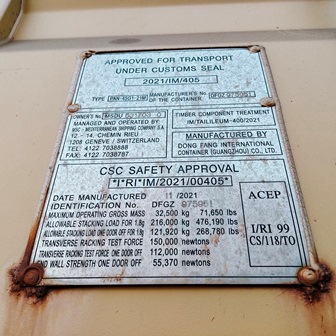 APPROVED FOR TRANSPORT
UNDER CUSTOMS SEAL
2021/IM/405
TYPE MANUFACTURER'S No. OF THE CONTAINER
OWNER'S No MSDU
MANAGED AND OPERATED BY
MSC - MEDITERRANEAN SHIPPING COMPANY S.A
12 - 14, CHEMIN RIEU
1208 GENEVE / SWITZERLAND
TEL: 4122 7038888
FAX: 4122 7038787
TIMBER COMPONENT TREATMENT
IM/TAILILEUM-400/2021
MANUFACTURED BY
DONG FANG INTERNATIONAL
CONTAINER (GUANGZHOU) CO., LTD.
CSC SAFETY APPROVAL
*I*R(*IM/2021/00405*
DATE MANUFACTURED 11 / 2021
IDENTIFICATION No. DFGZ
MAXIMUM OPERATING GROSS MASS 32,500 kg 71,650 lbs
ALLOWABLE STACKING LOAD FOR 1.8g 216,000 kg 476,190 lbs
ALLOWABLE STACKING LOAD ONE DOOR OFF FOR 1.8g 121,920 kg 268,780 lbs
TRANSVERSE RACKING TEST FORCE 150,000 newtons
TRANSVERSE RACKING TEST FORCE ONE DOOR OFF 112,000 newtons
END WALL STRENGTH ONE DOOR OFF 55,370 newtons
ACEP
I/RI 99
CS/118/TO